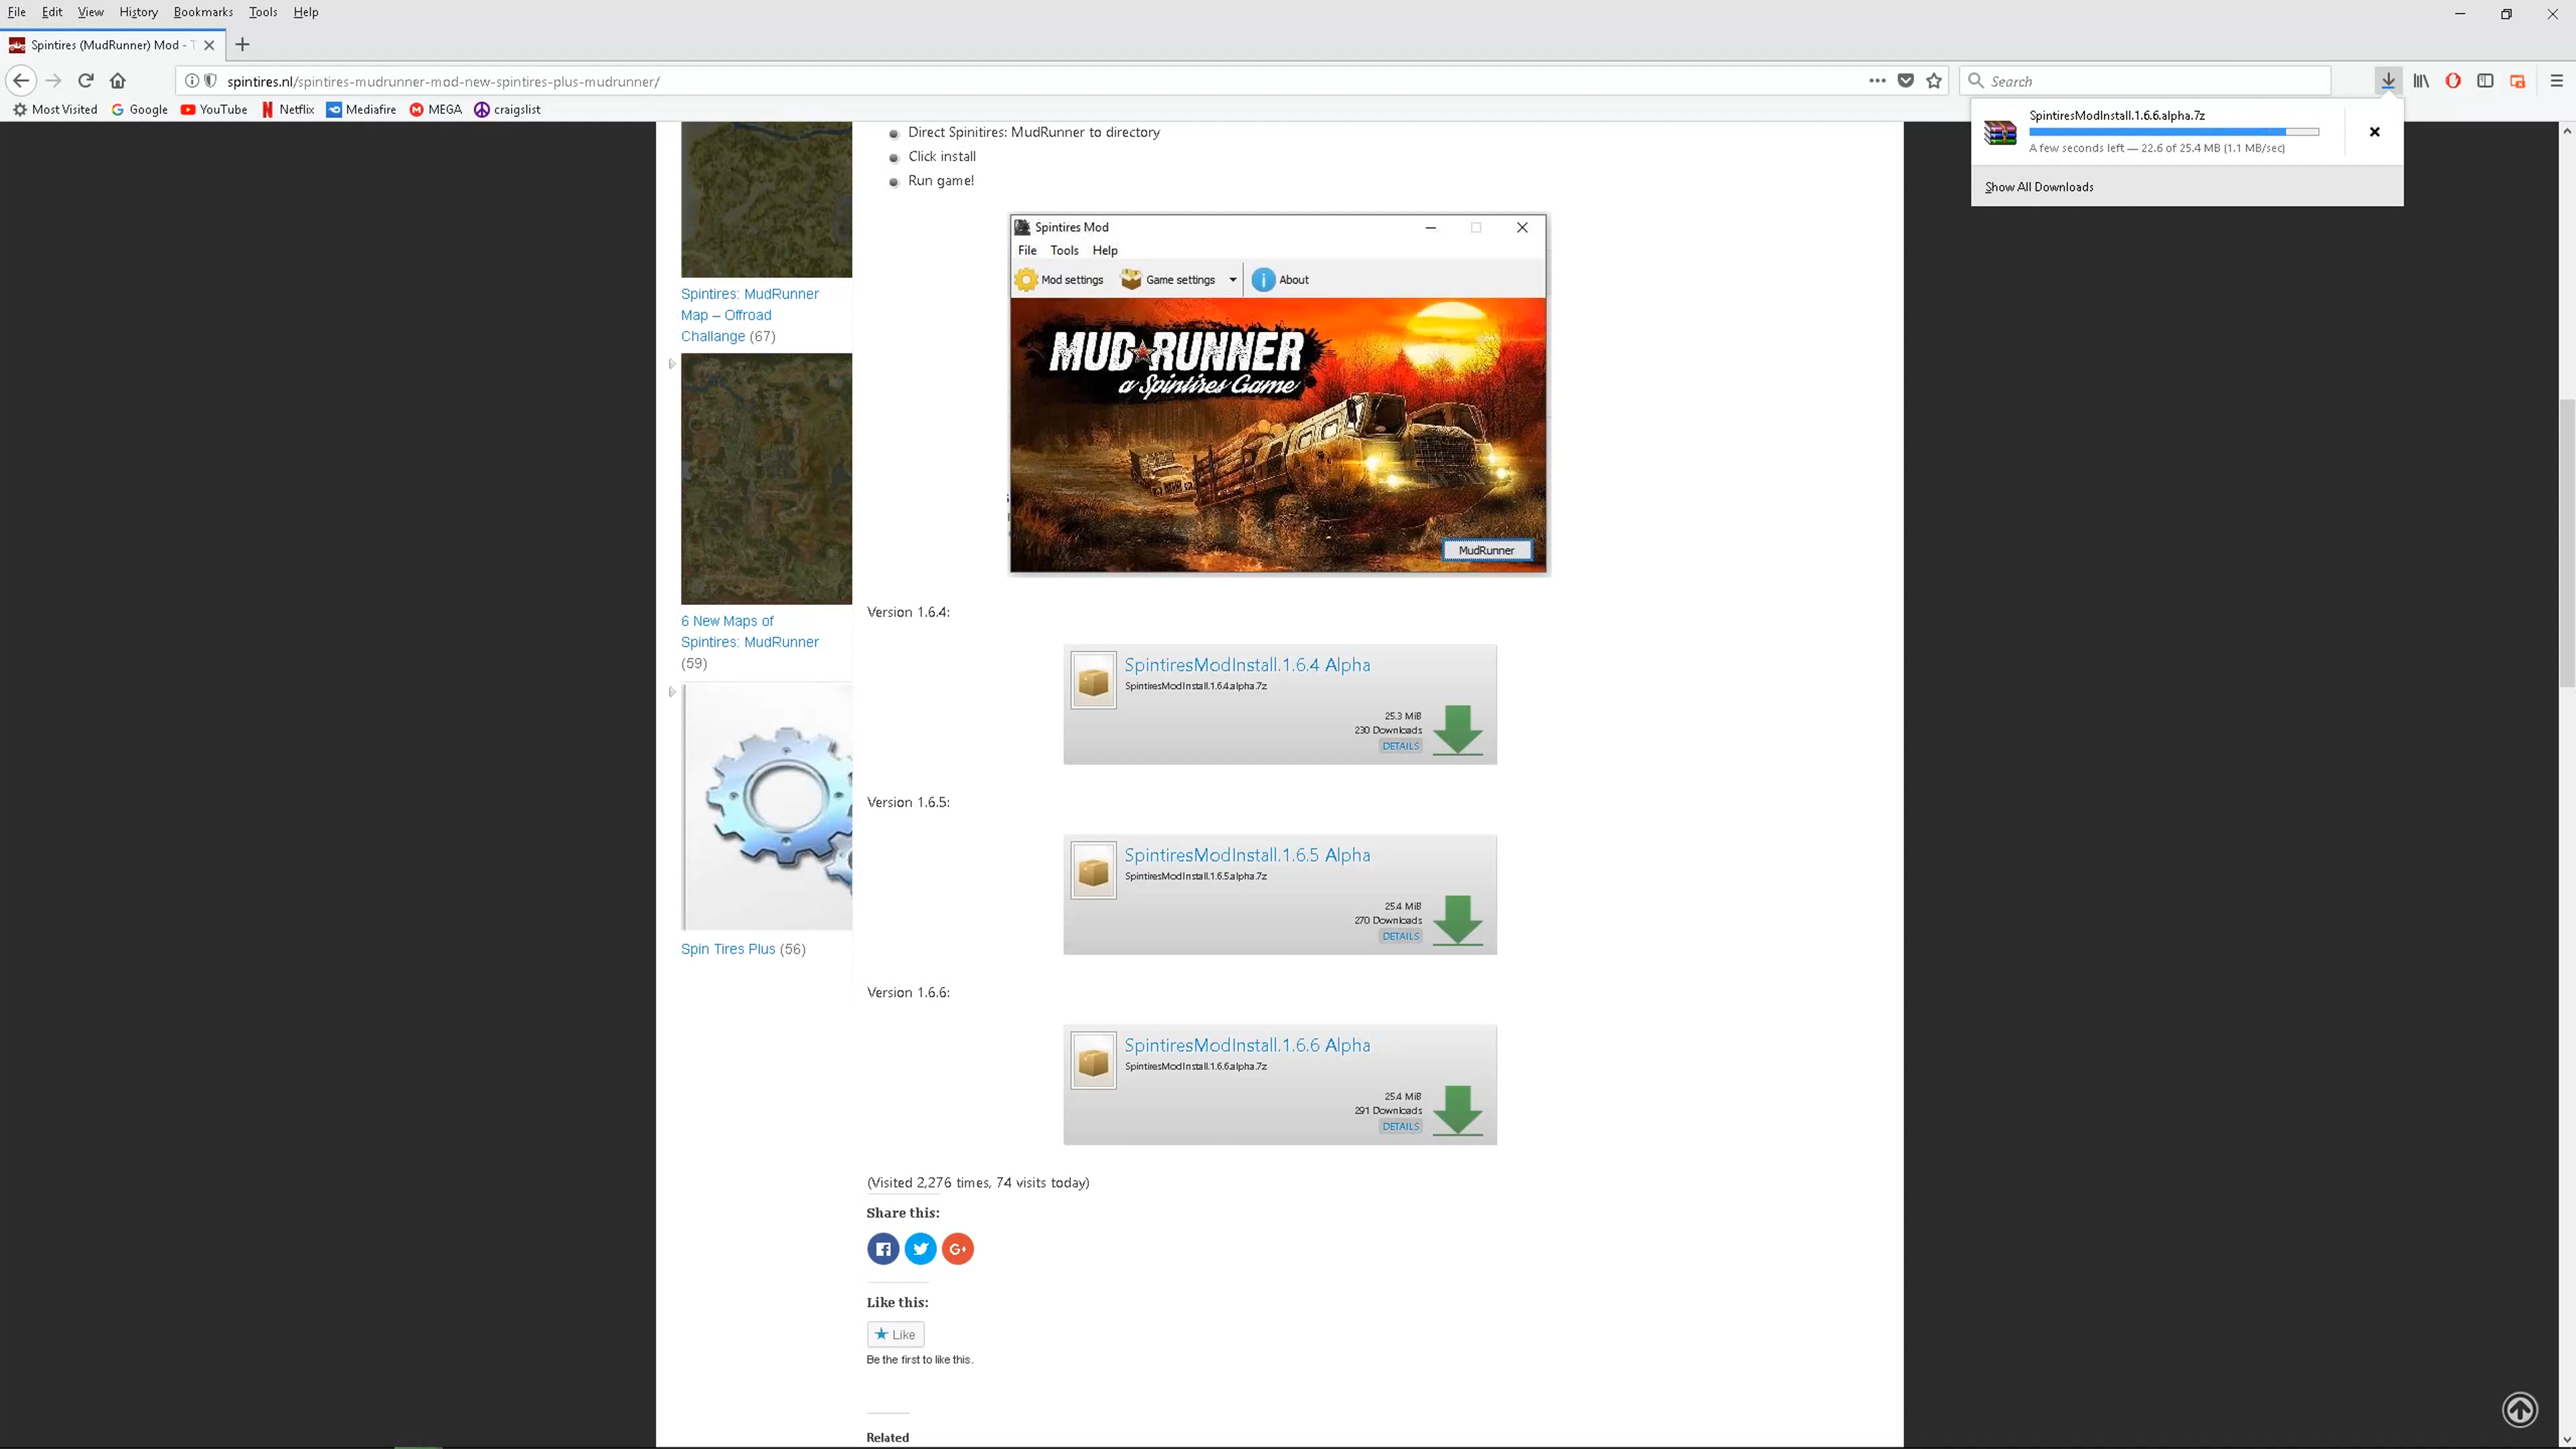 File Edit View History Bookmarks Tools Help
Spintires (MudRunner) Mod - T
spintires.nl/spintires-mudrunner-mod-new-spintires-plus-mudrunner/
Search
Most Visited Google YouTube Netflix Mediafire MEGA craigslist
SpintiresModInstall.1.6.6.alpha.7z
A few seconds left — 22.6 of 25.4 MB (1.1 MB/sec)
Show All Downloads
Spintires: MudRunner
Map – Offroad
Challange (67)
6 New Maps of
Spintires: MudRunner
(59)
Spin Tires Plus (56)
Direct Spinitires: MudRunner to directory
Click install
Run game!
Spintires Mod
File Tools Help
Mod settings Game settings About
MUDRUNNER
a Spintires Game
MudRunner
Version 1.6.4:
SpintiresModInstall.1.6.4 Alpha
SpintiresModInstall.1.6.4.alpha.7z
25.3 MiB
230 Downloads
DETAILS
Version 1.6.5:
SpintiresModInstall.1.6.5 Alpha
SpintiresModInstall.1.6.5.alpha.7z
25.4 MiB
270 Downloads
DETAILS
Version 1.6.6:
SpintiresModInstall.1.6.6 Alpha
SpintiresModInstall.1.6.6.alpha.7z
25.4 MiB
291 Downloads
DETAILS
(Visited 2,276 times, 74 visits today)
Share this:
G+
Like this:
Like
Be the first to like this.
Related